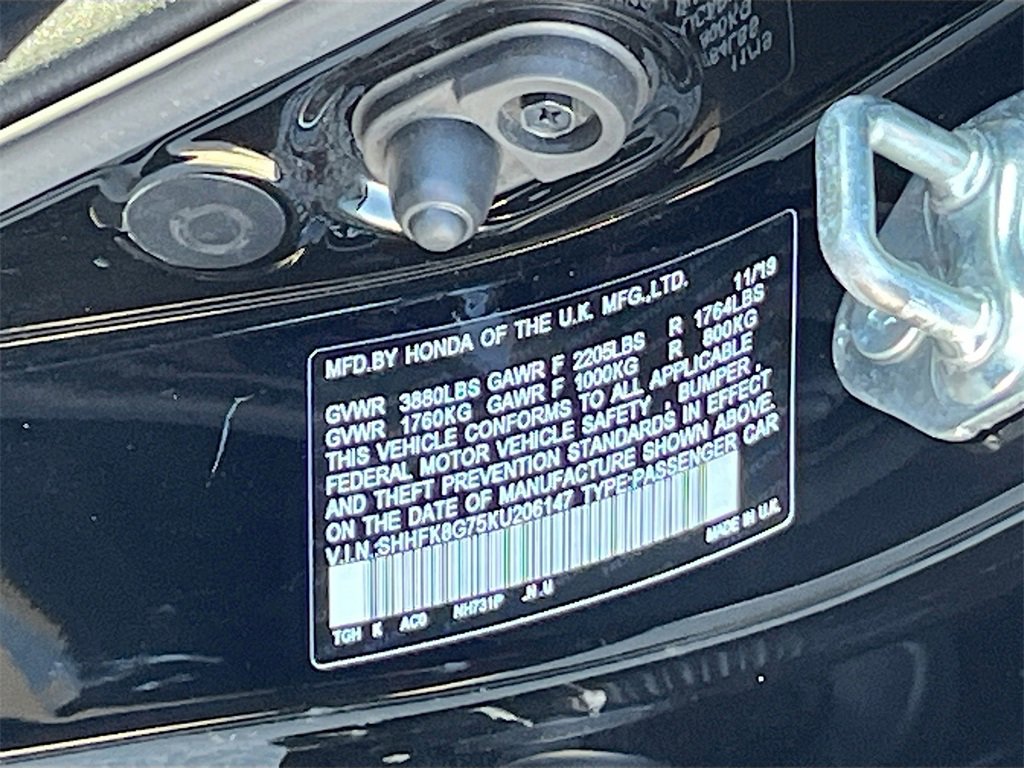 MFD.BY HONDA OF THE U.K. MFG.,LTD. 11/19
GVWR 3880LBS GAWR F 2205LBS R 1764LBS
GVWR 1760KG GAWR F 1000KG R 800KG
THIS VEHICLE CONFORMS TO ALL APPLICABLE
FEDERAL MOTOR VEHICLE SAFETY , BUMPER ,
AND THEFT PREVENTION STANDARDS IN EFFECT
ON THE DATE OF MANUFACTURE SHOWN ABOVE.
V.I.N.:SHHFK8G75KU206147 TYPE:PASSENGER CAR
MADE IN U.K.
TGH K AC0 NH731P